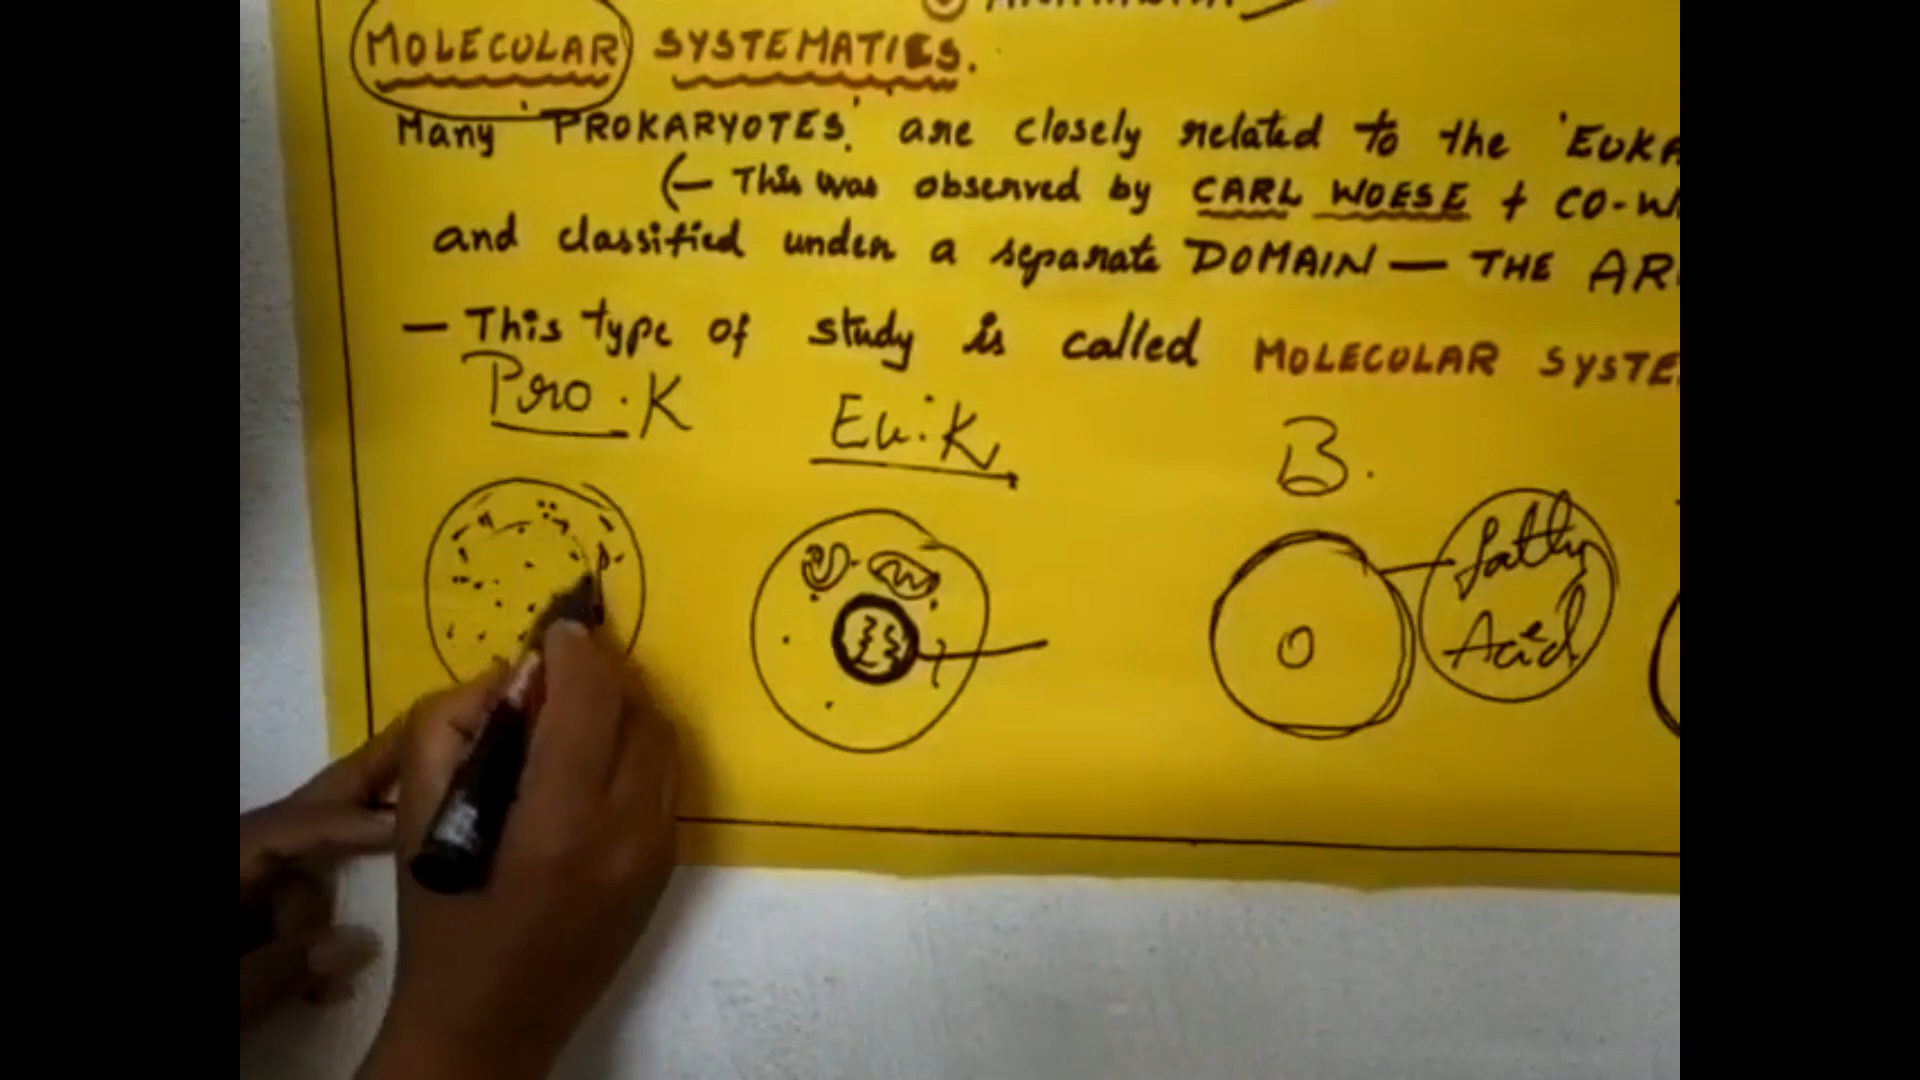 MOLECULAR SYSTEMATICS.
Many 'PROKARYOTES' are closely related to the 'EUKA
(— This was observed by CARL WOESE + CO-W
and classified under a separate DOMAIN — THE AR
— This type of study is called MOLECULAR SYSTE
Pro.K
Eu.K
B.
fatty
Acid